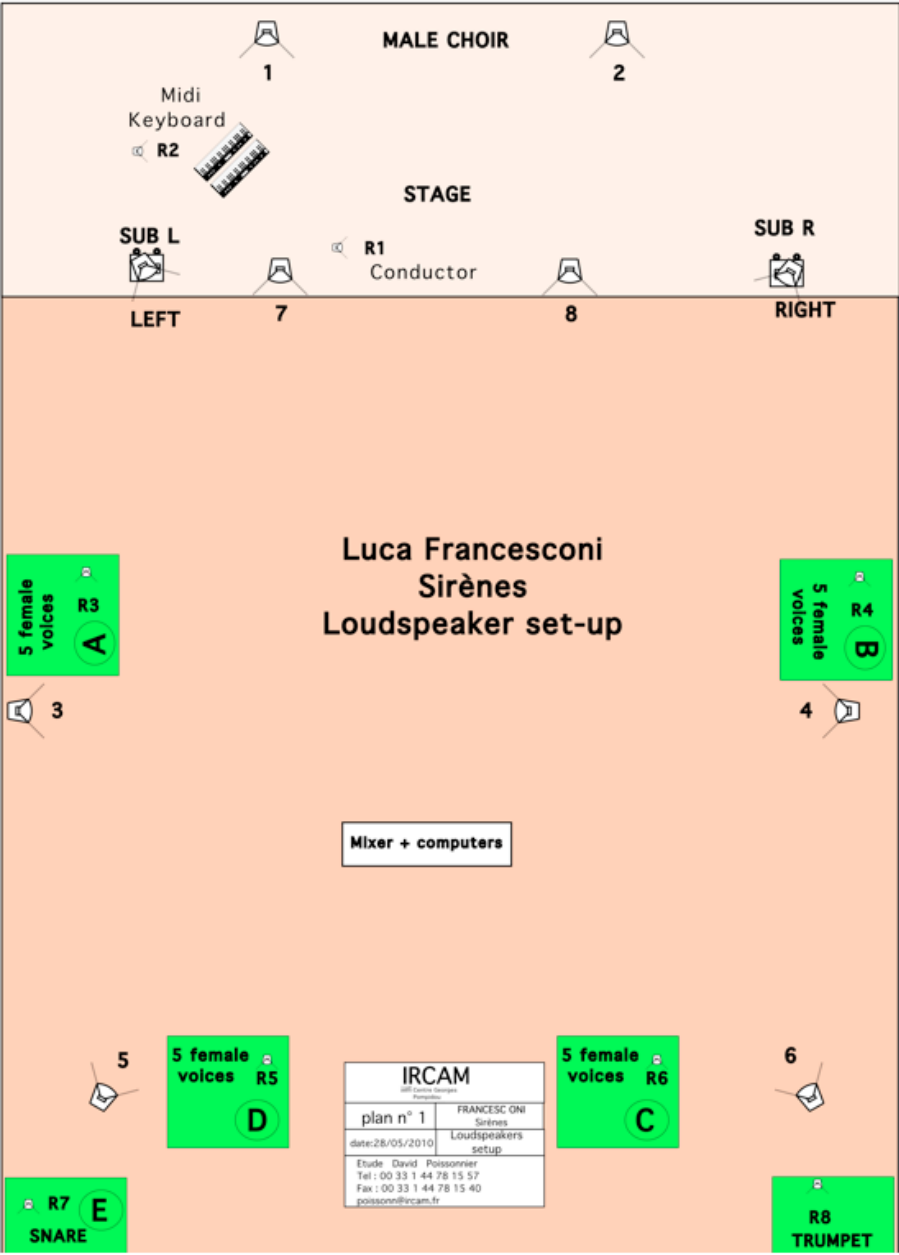 MALE CHOIR
1
2
Midi
Keyboard
R2
STAGE
SUB L
SUB R
R1
Conductor
LEFT
7
8
RIGHT
Luca Francesconi
Sirènes
Loudspeaker set-up
5 female
voices
R3
A
5 female
voices
R4
B
3
4
Mixer + computers
5
6
5 female
voices
R5
D
5 female
voices
R6
C
IRCAM
Centre Georges
Pompidou
plan n° 1
FRANCESC ONI
Sirènes
date:28/05/2010
Loudspeakers
setup
Etude David Poissonnier
Tel : 00 33 1 44 78 15 57
Fax : 00 33 1 44 78 15 40
poissonn@ircam.fr
R7
E
SNARE
R8
TRUMPET